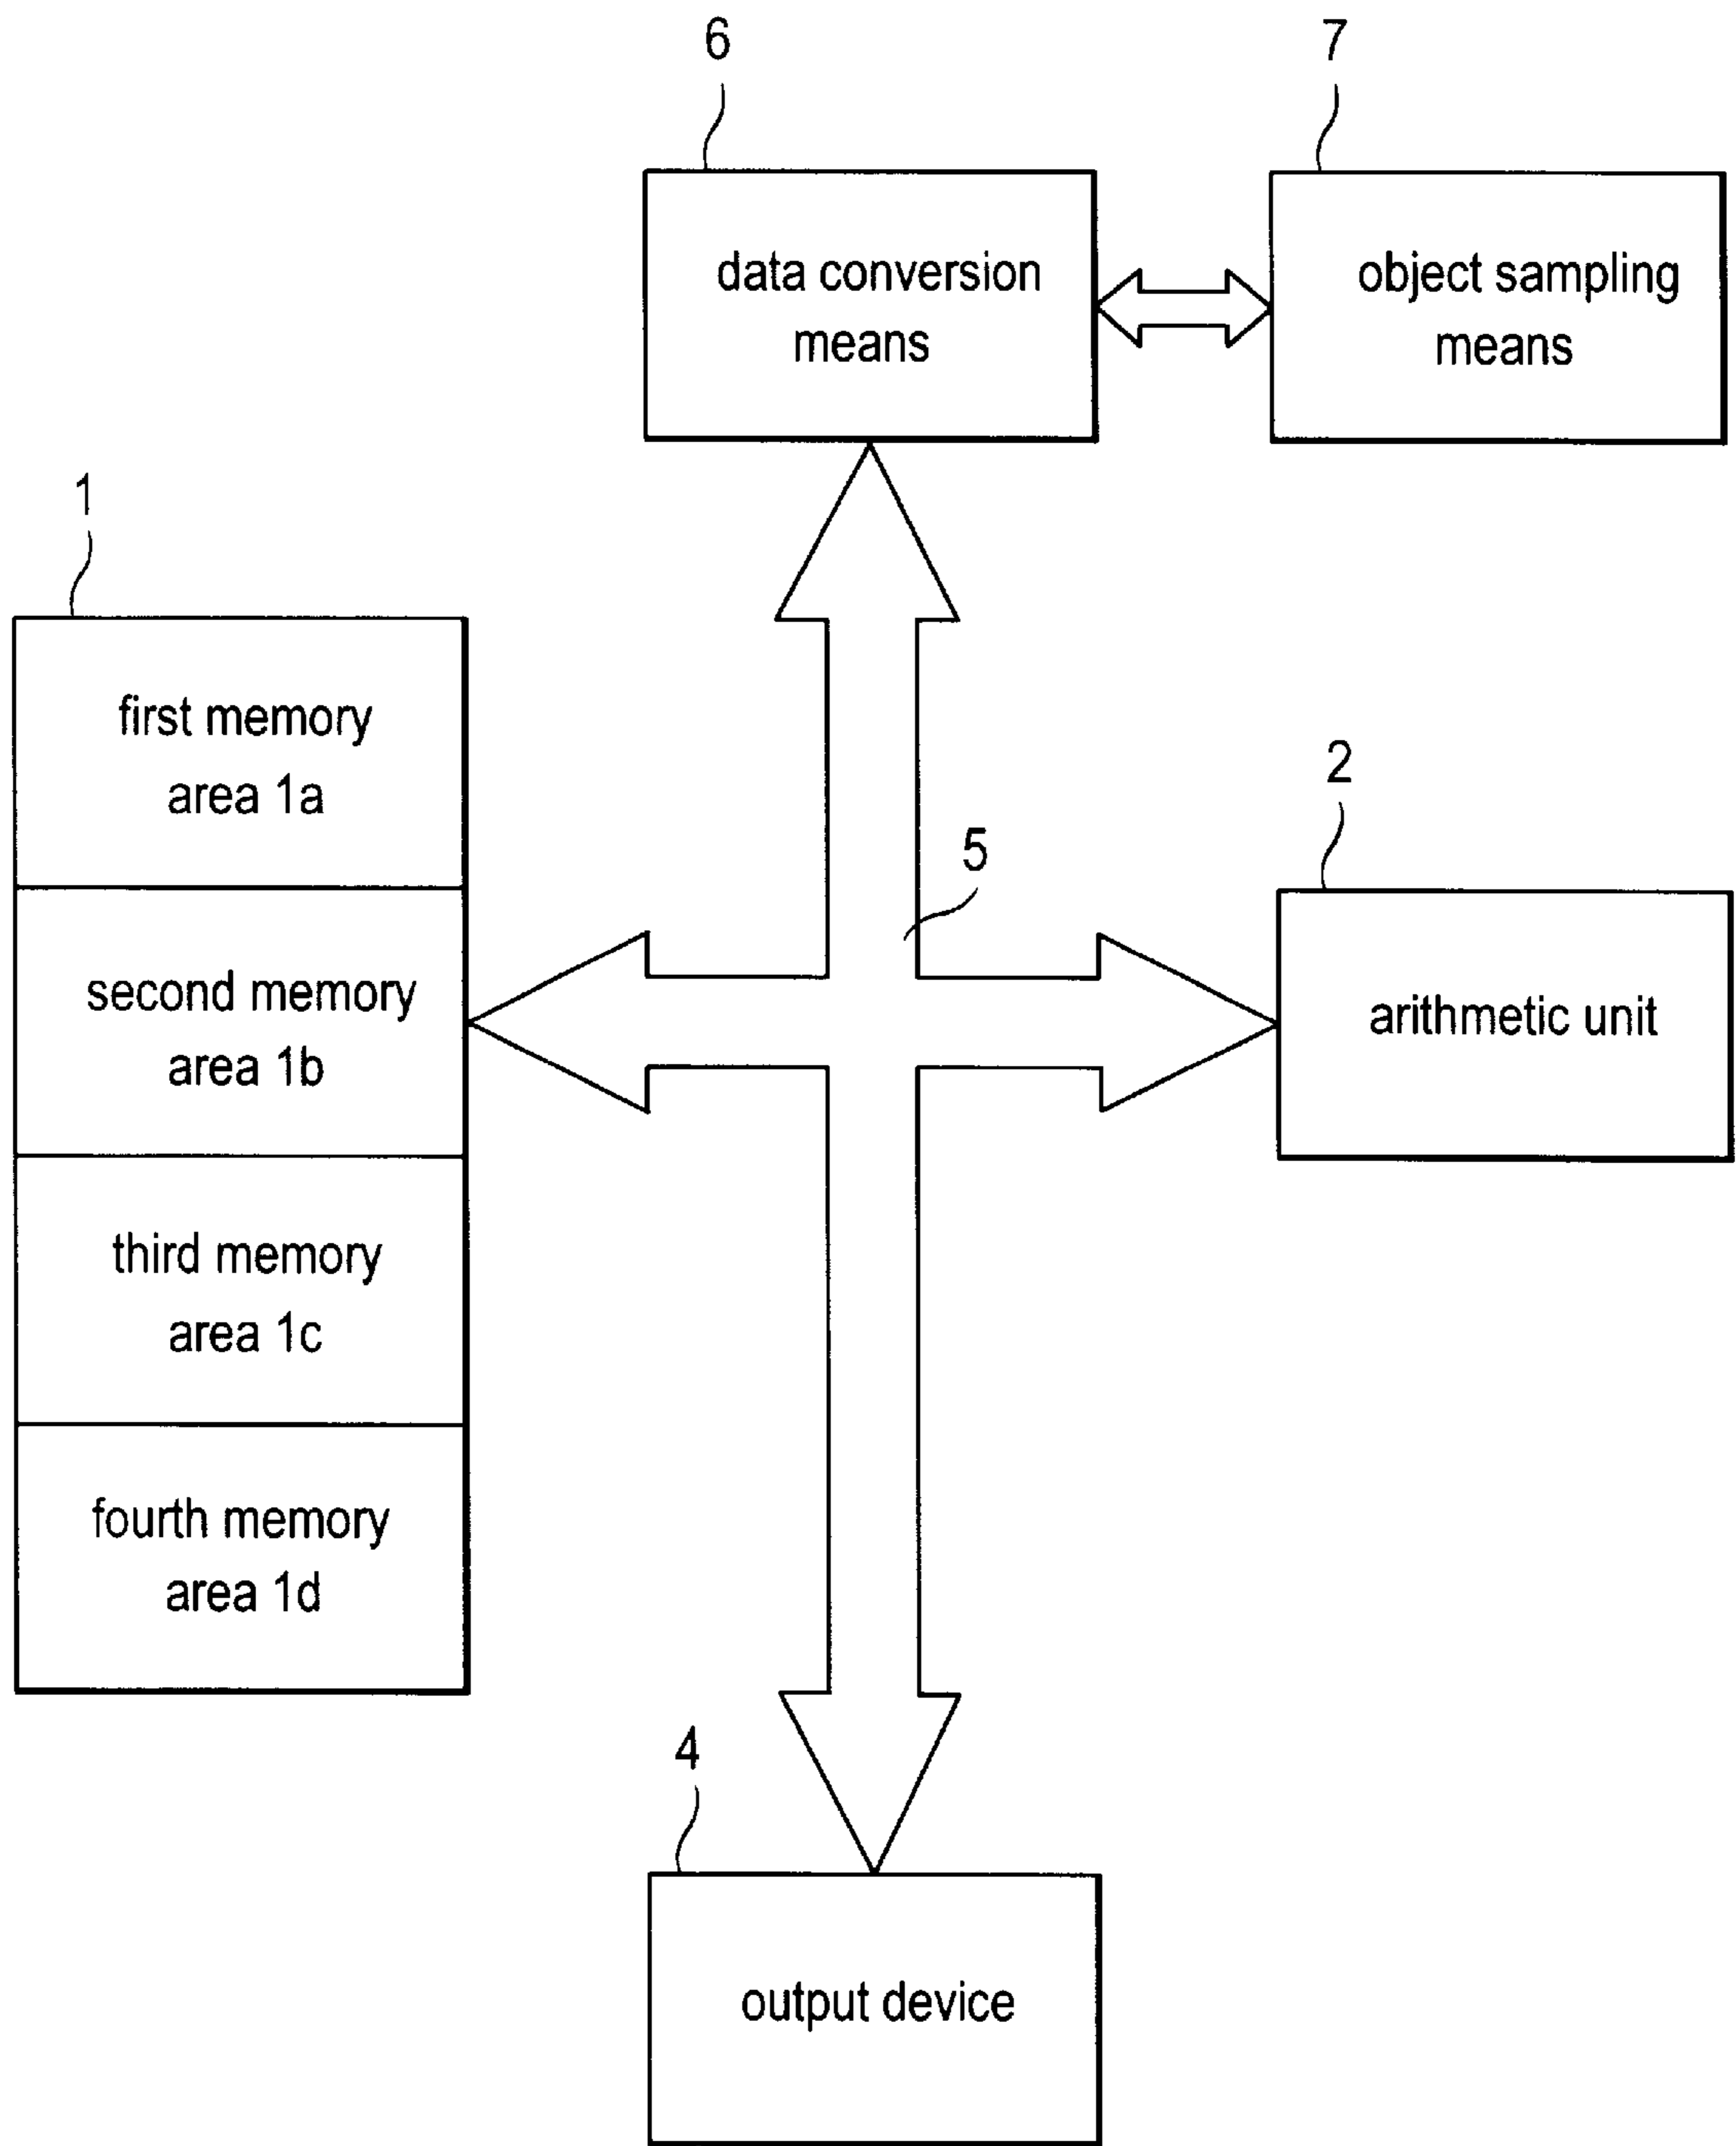 6
7
data conversion
means
object sampling
means
1
first memory
area 1a
second memory
area 1b
third memory
area 1c
fourth memory
area 1d
5
2
arithmetic unit
4
output device